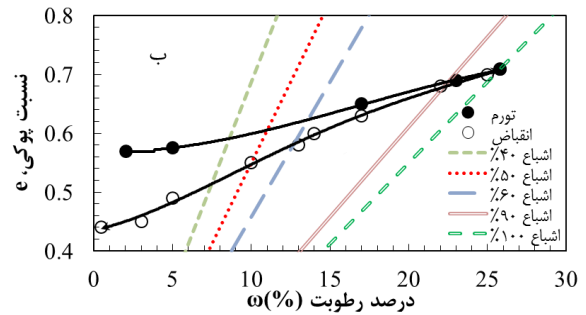 0.8
0.7
0.6
0.5
0.4
نسبت پوکی، e
ب
تورم
انقباض
اشباع ۴۰٪
اشباع ۵۰٪
اشباع ۶۰٪
اشباع ۹۰٪
اشباع ۱۰۰٪
0 5 10 15 20 25 30
درصد رطوبت ω(%)